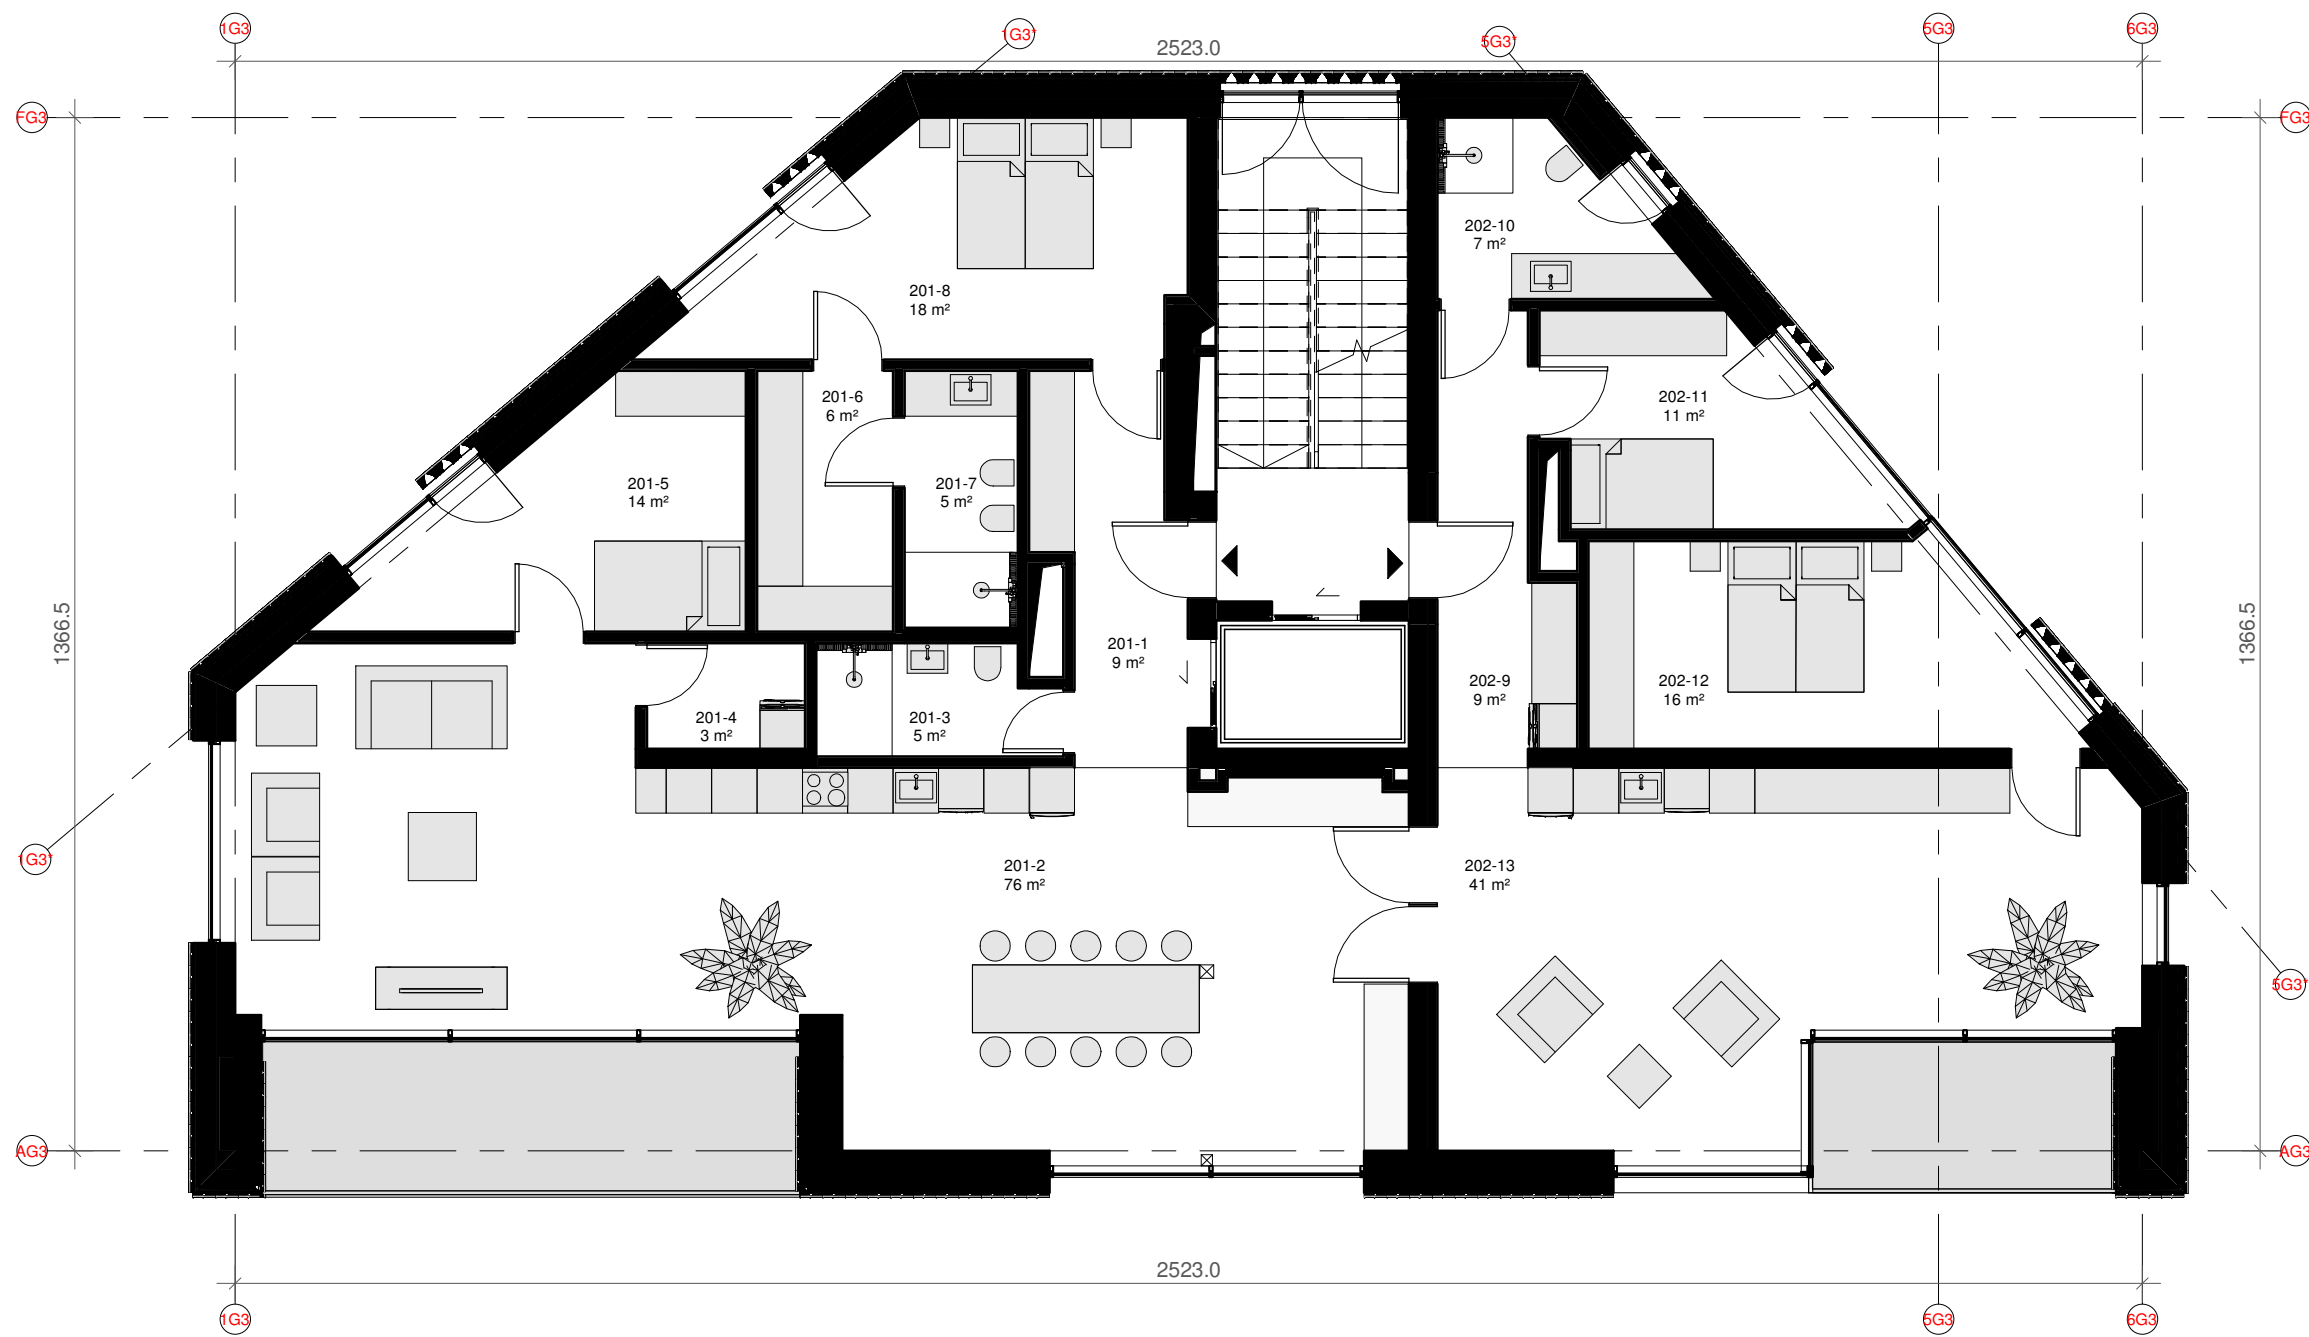 1G3
1G3*
5G3*
5G3
6G3
2523.0
FG3
FG3
202-10
7 m²
201-8
18 m²
201-6
6 m²
202-11
11 m²
201-5
14 m²
201-7
5 m²
1366.5
1366.5
201-1
9 m²
202-9
9 m²
202-12
16 m²
201-4
3 m²
201-3
5 m²
1G3*
201-2
76 m²
202-13
41 m²
5G3*
AG3
AG3
2523.0
1G3
5G3
6G3